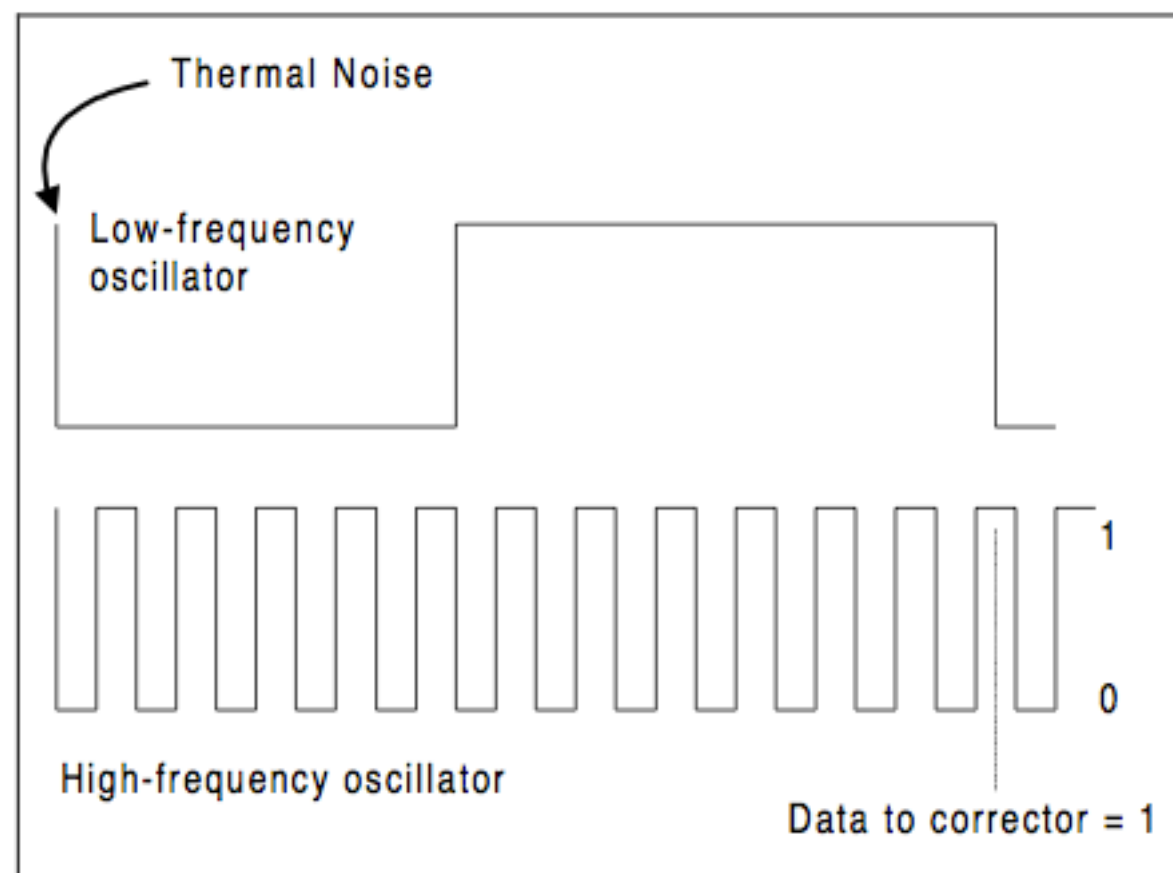 Thermal Noise
Low-frequency
oscillator
1
0
High-frequency oscillator
Data to corrector = 1